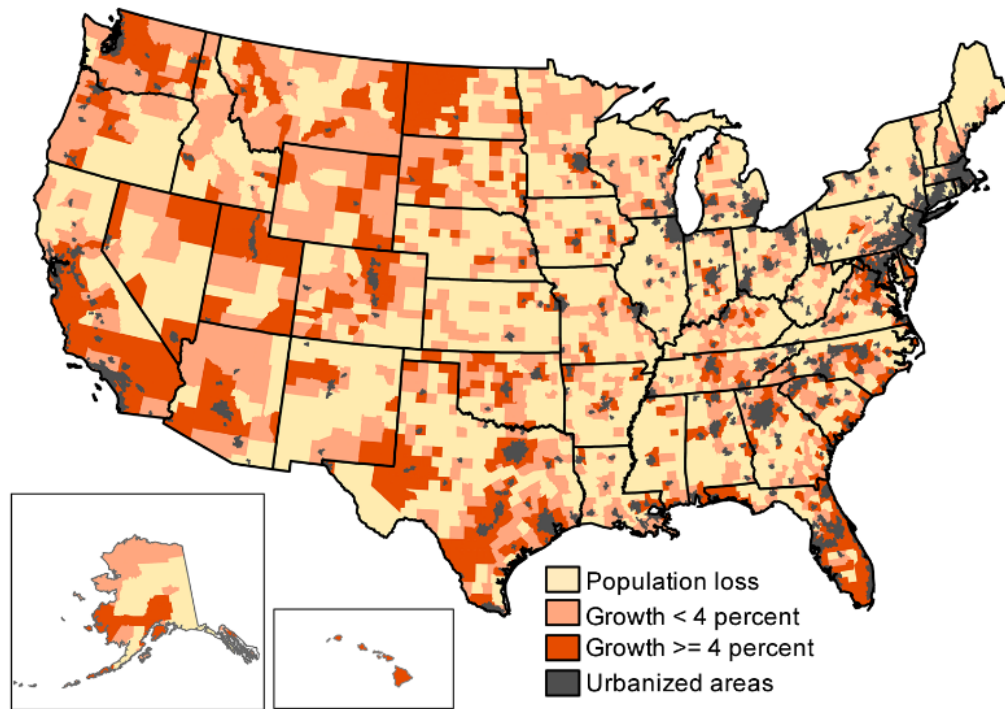 Population loss
Growth < 4 percent
Growth >= 4 percent
Urbanized areas